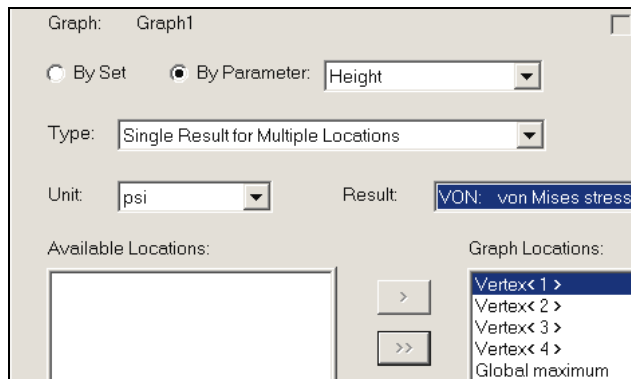 Graph: Graph1
By Set By Parameter: Height
Type: Single Result for Multiple Locations
Unit: psi Result: VON: von Mises stress
Available Locations: Graph Locations:
> Vertex< 1 >
Vertex< 2 >
Vertex< 3 >
>> Vertex< 4 >
Global maximum